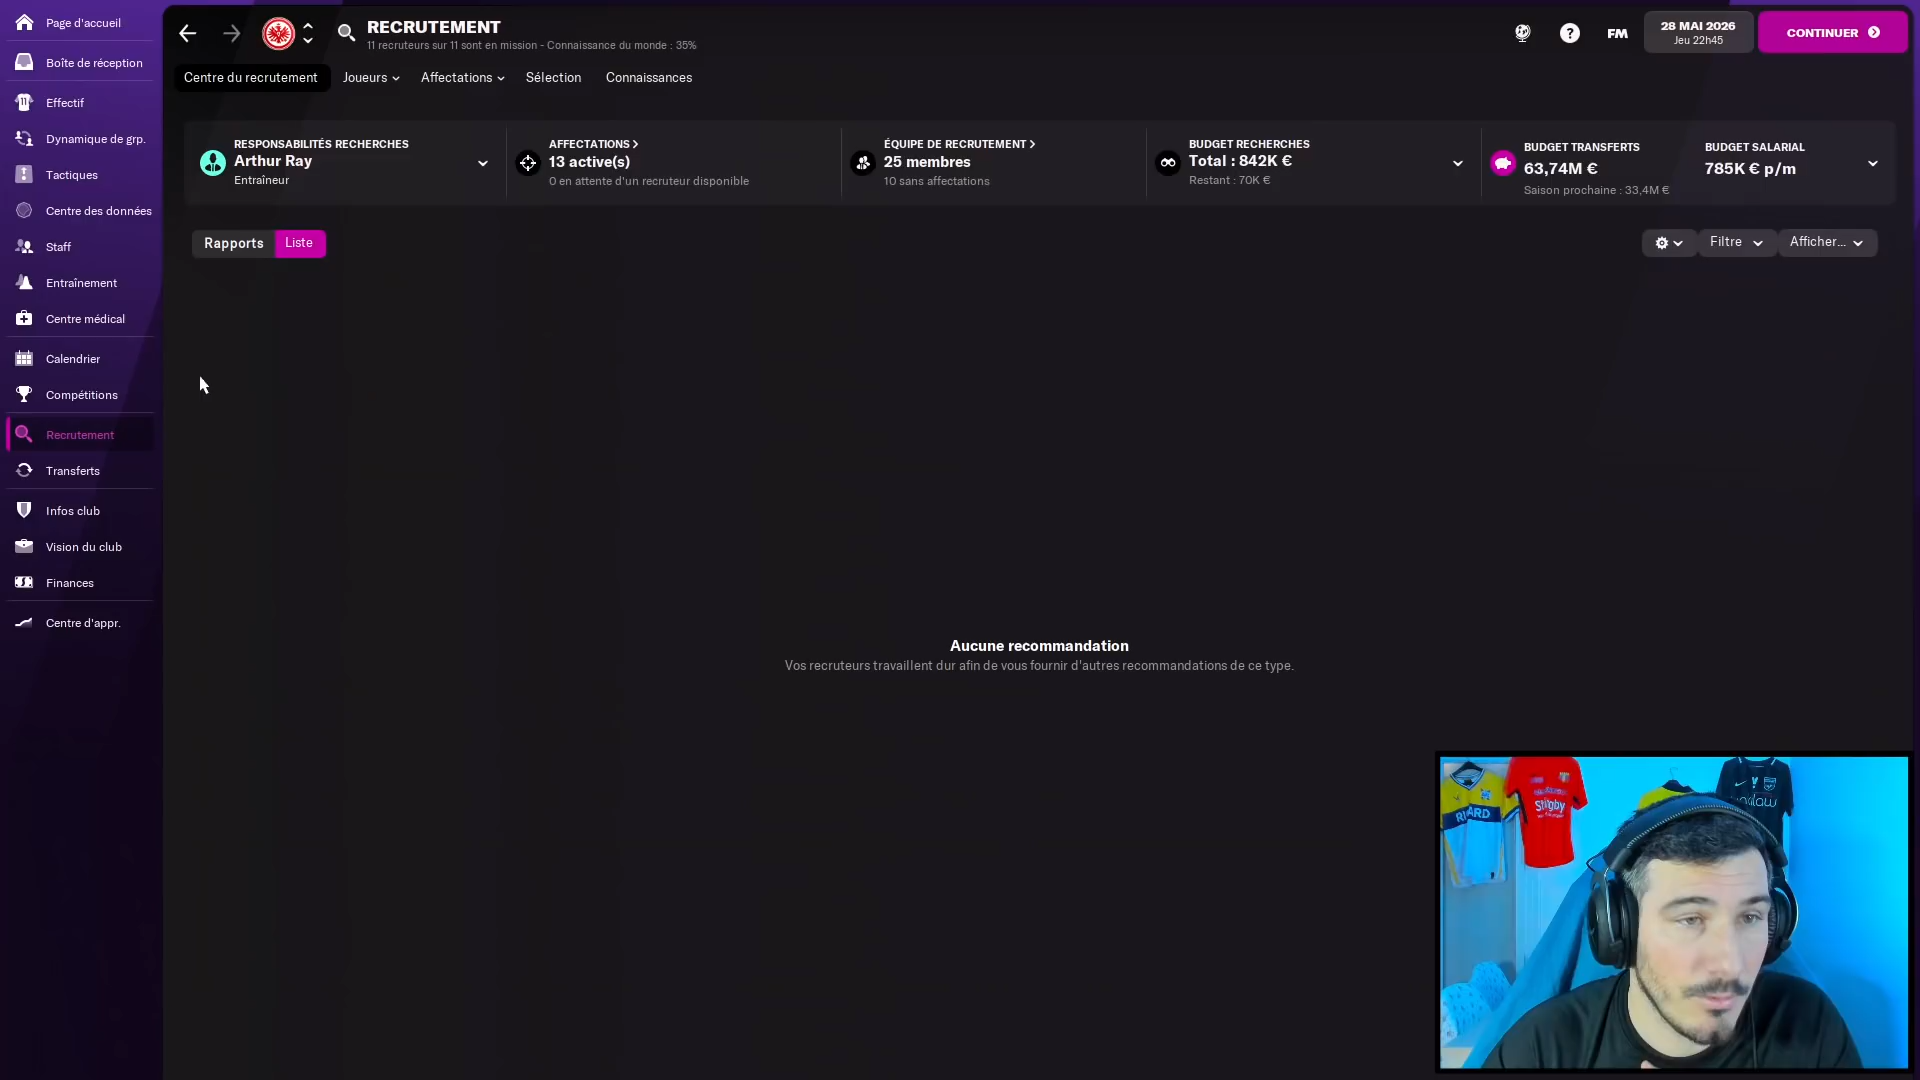 Page d'accueil
Boîte de réception
Effectif
Dynamique de grp.
Tactiques
Centre des données
Staff
Entraînement
Centre médical
Calendrier
Compétitions
Recrutement
Transferts
Infos club
Vision du club
Finances
Centre d'appr.
RECRUTEMENT
11 recruteurs sur 11 sont en mission - Connaissance du monde : 35%
FM
28 MAI 2026
Jeu 22h45
CONTINUER
Centre du recrutement
Joueurs
Affectations
Sélection
Connaissances
RESPONSABILITÉS RECHERCHES
Arthur Ray
Entraîneur
AFFECTATIONS
13 active(s)
0 en attente d'un recruteur disponible
ÉQUIPE DE RECRUTEMENT
25 membres
10 sans affectations
BUDGET RECHERCHES
Total : 842K €
Restant : 70K €
BUDGET TRANSFERTS
63,74M €
Saison prochaine : 33,4M €
BUDGET SALARIAL
785K € p/m
Rapports
Liste
Filtre
Afficher...
Aucune recommandation
Vos recruteurs travaillent dur afin de vous fournir d'autres recommandations de ce type.